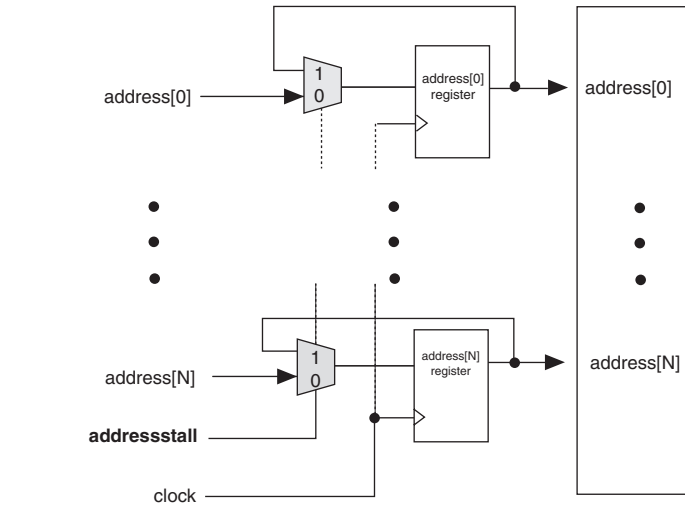 address[0]
1
0
address[0]
register
address[0]
address[N]
1
0
address[N]
register
address[N]
addressstall
clock